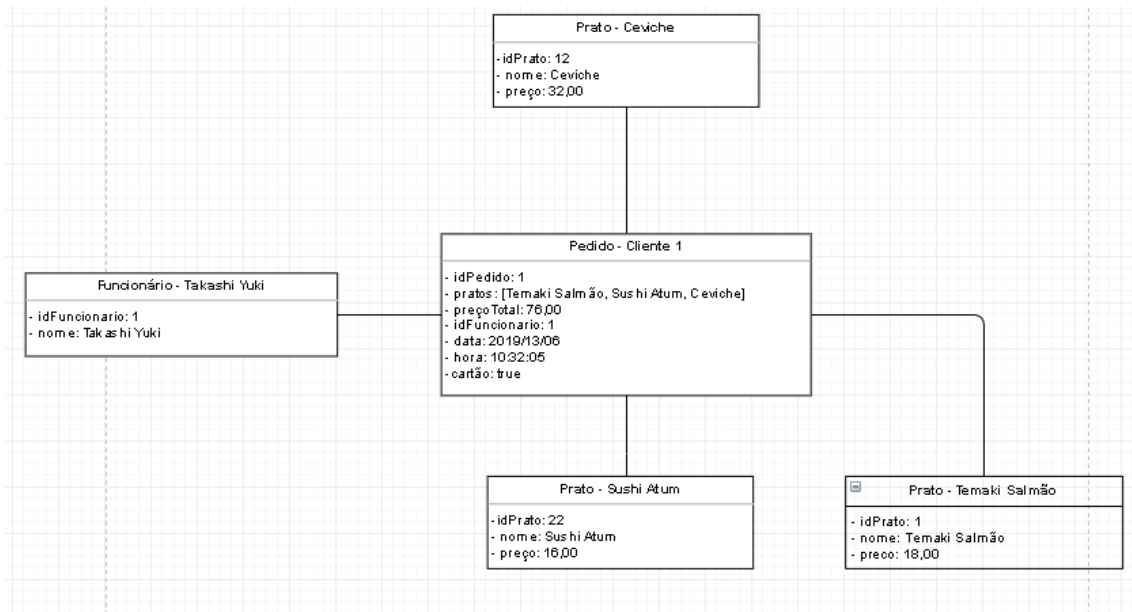 Prato - Ceviche
-idPrato: 12
- nome: Ceviche
- preço: 32,00
Pedido - Cliente 1
- idPedido: 1
- pratos: [Temaki Salmão, Sushi Atum, Ceviche]
- preçoTotal: 76,00
- idFuncionario: 1
- data: 2019/13/06
- hora: 10:32:05
-cartão: true
Funcionário - Takashi Yuki
- idFuncionario: 1
- nome: Takashi Yuki
Prato - Sushi Atum
-idPrato: 22
- nome: Sushi Atum
- preço: 16,00
Prato - Temaki Salmão
- idPrato: 1
- nome: Temaki Salmão
- preco: 18,00